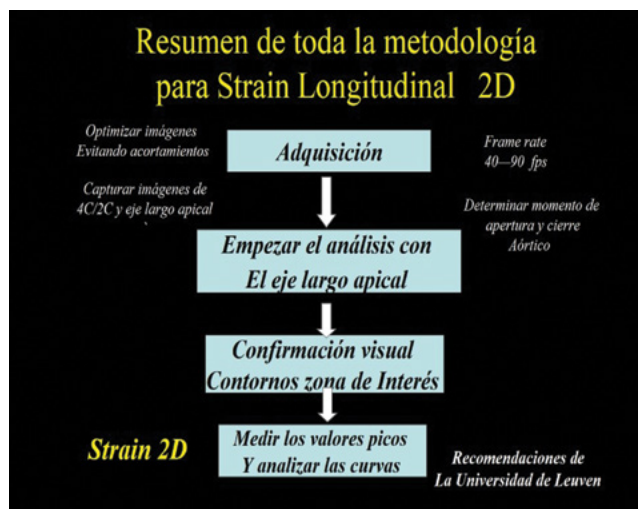 Resumen de toda la metodología
para Strain Longitudinal 2D
Optimizar imágenes
Evitando acortamientos
Adquisición
Frame rate
40—90 fps
Capturar imágenes de
4C/2C y eje largo apical
Determinar momento de
apertura y cierre
Aórtico
Empezar el análisis con
El eje largo apical
Confirmación visual
Contornos zona de Interés
Strain 2D
Medir los valores picos
Y analizar las curvas
Recomendaciones de
La Universidad de Leuven